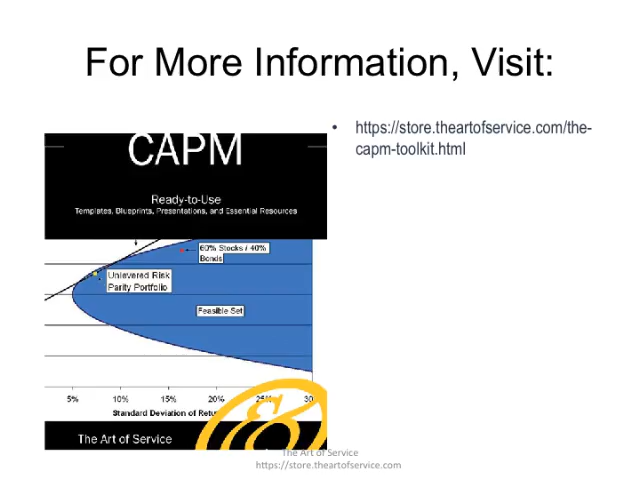 For More Information, Visit:
• https://store.theartofservice.com/the-
capm-toolkit.html
CAPM
Ready-to-Use
Templates, Blueprints, Presentations, and Essential Resources
60% Stocks / 40%
Bonds
Unlevered Risk
Parity Portfolio
Feasible Set
5% 10% 15% 20% 25% 30
Standard Deviation of Retu
The Art of Service
The Art of Service
https://store.theartofservice.com